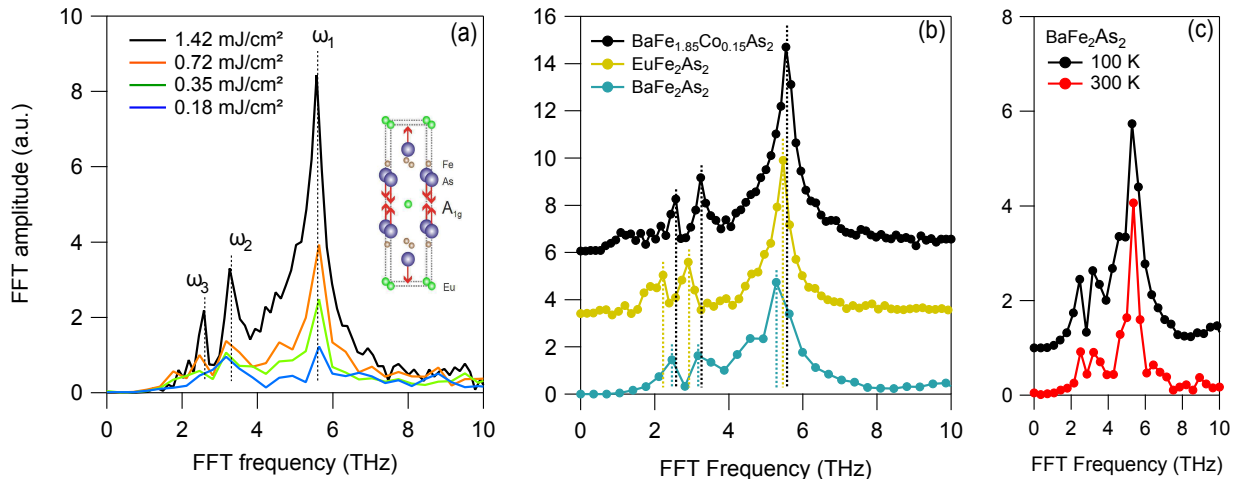 (a)
1.42 mJ/cm²
0.72 mJ/cm²
0.35 mJ/cm²
0.18 mJ/cm²
ω1
ω2
ω3
Fe
As
A1g
Eu
10
8
6
4
2
0
FFT amplitude (a.u.)
0 2 4 6 8 10
FFT frequency (THz)
(b)
BaFe1.85Co0.15As2
EuFe2As2
BaFe2As2
16
14
12
10
8
6
4
2
0
0 2 4 6 8 10
FFT Frequency (THz)
(c)
BaFe2As2
100 K
300 K
8
6
4
2
0
0 2 4 6 8 10
FFT Frequency (THz)